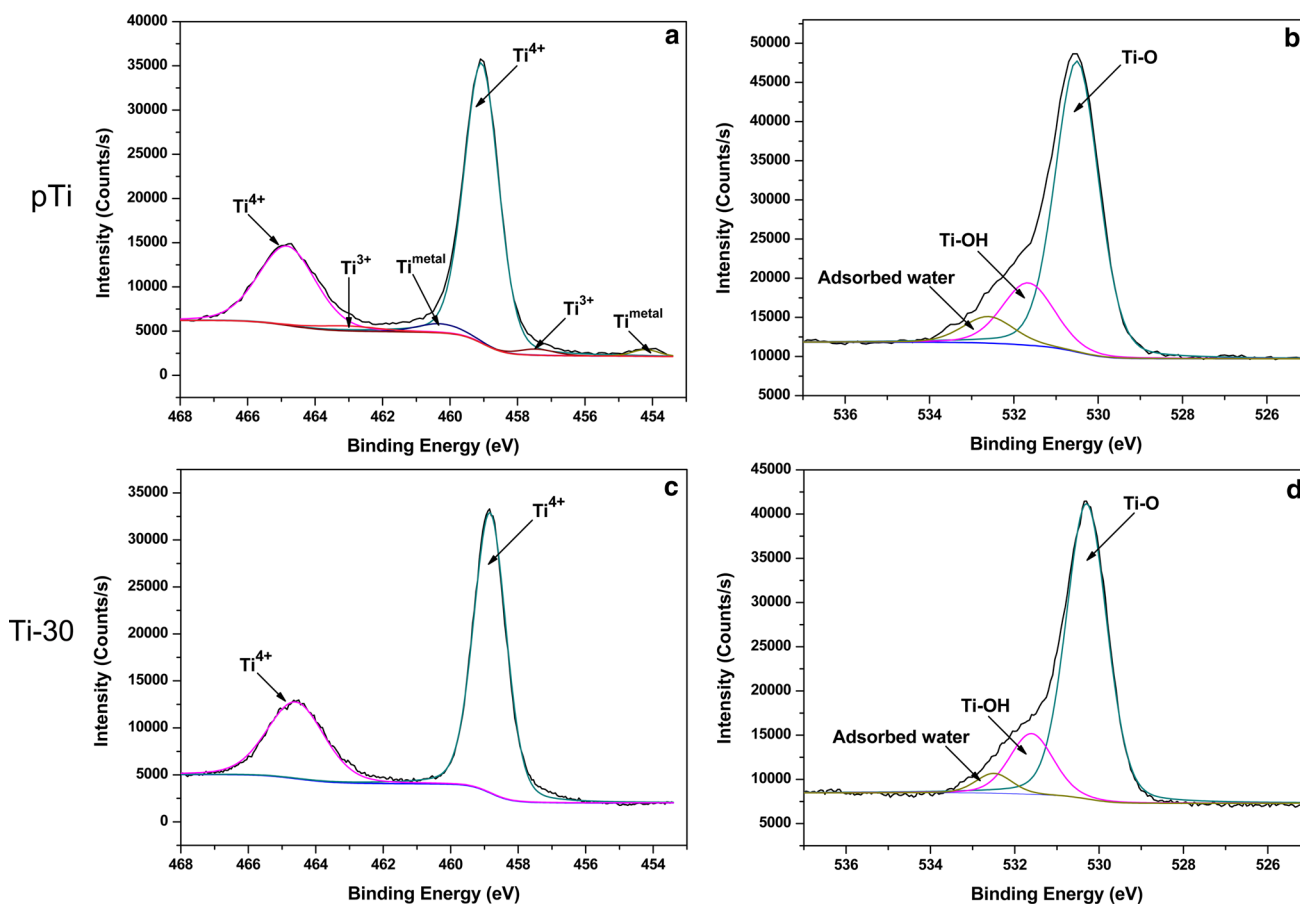 pTi
a
Intensity (Counts/s)
40000
35000
30000
25000
20000
15000
10000
5000
0
Ti4+
Ti4+
Ti3+
Timetal
Ti3+
Timetal
468 466 464 462 460 458 456 454
Binding Energy (eV)
b
Intensity (Counts/s)
50000
45000
40000
35000
30000
25000
20000
15000
10000
5000
Ti-O
Ti-OH
Adsorbed water
536 534 532 530 528 526
Binding Energy (eV)
Ti-30
c
Intensity (Counts/s)
35000
30000
25000
20000
15000
10000
5000
0
Ti4+
Ti4+
468 466 464 462 460 458 456 454
Binding Energy (eV)
d
Intensity (Counts/s)
45000
40000
35000
30000
25000
20000
15000
10000
5000
Ti-O
Ti-OH
Adsorbed water
536 534 532 530 528 526
Binding Energy (eV)